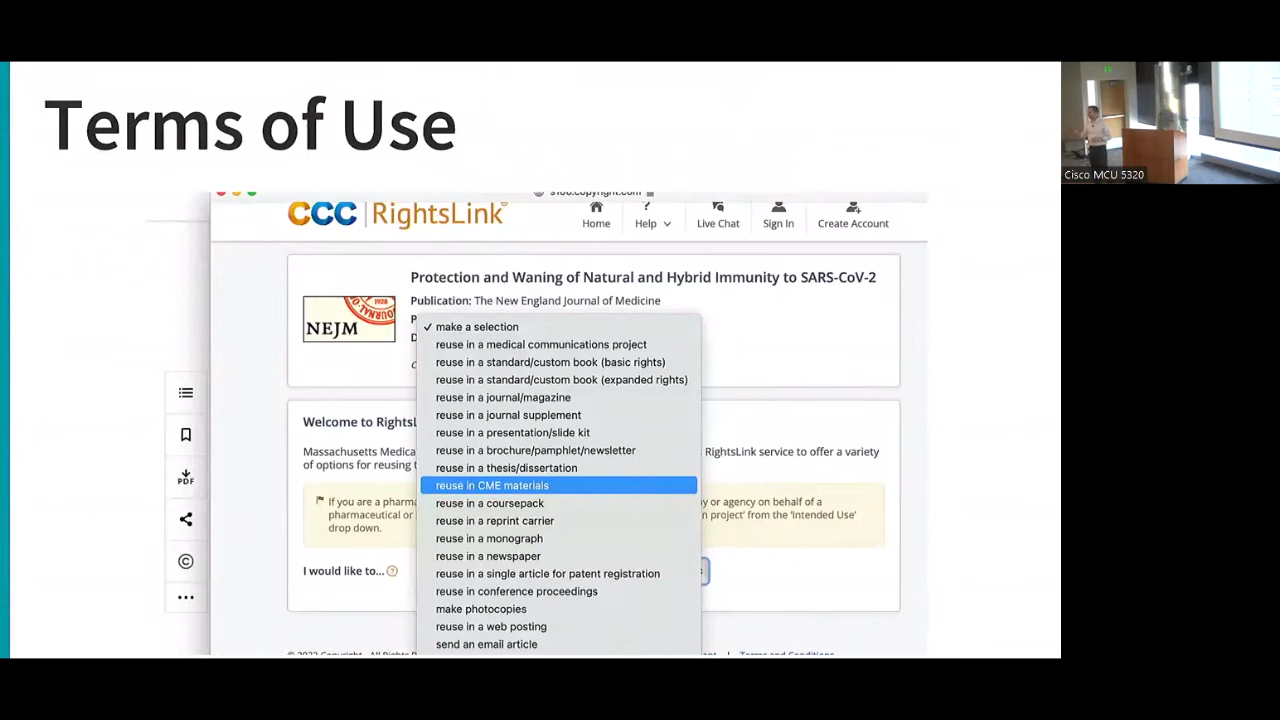 Terms of Use
s100.copyright.com
CCC | RightsLink
Home
Help
Live Chat
Sign In
Create Account
Protection and Waning of Natural and Hybrid Immunity to SARS-CoV-2
Publication: The New England Journal of Medicine
1928
NEJM
✓ make a selection
reuse in a medical communications project
reuse in a standard/custom book (basic rights)
reuse in a standard/custom book (expanded rights)
reuse in a journal/magazine
reuse in a journal supplement
reuse in a presentation/slide kit
reuse in a brochure/pamphlet/newsletter
reuse in a thesis/dissertation
reuse in CME materials
reuse in a coursepack
reuse in a reprint carrier
reuse in a monograph
reuse in a newspaper
reuse in a single article for patent registration
reuse in conference proceedings
make photocopies
reuse in a web posting
send an email article
Welcome to RightsL
Massachusetts Medica
RightsLink service to offer a variety
of options for reusing t
If you are a pharma
y or agency on behalf of a
pharmaceutical or
n project' from the 'Intended Use'
drop down.
I would like to...
PDF
©
Terms and Conditions
Cisco MCU 5320